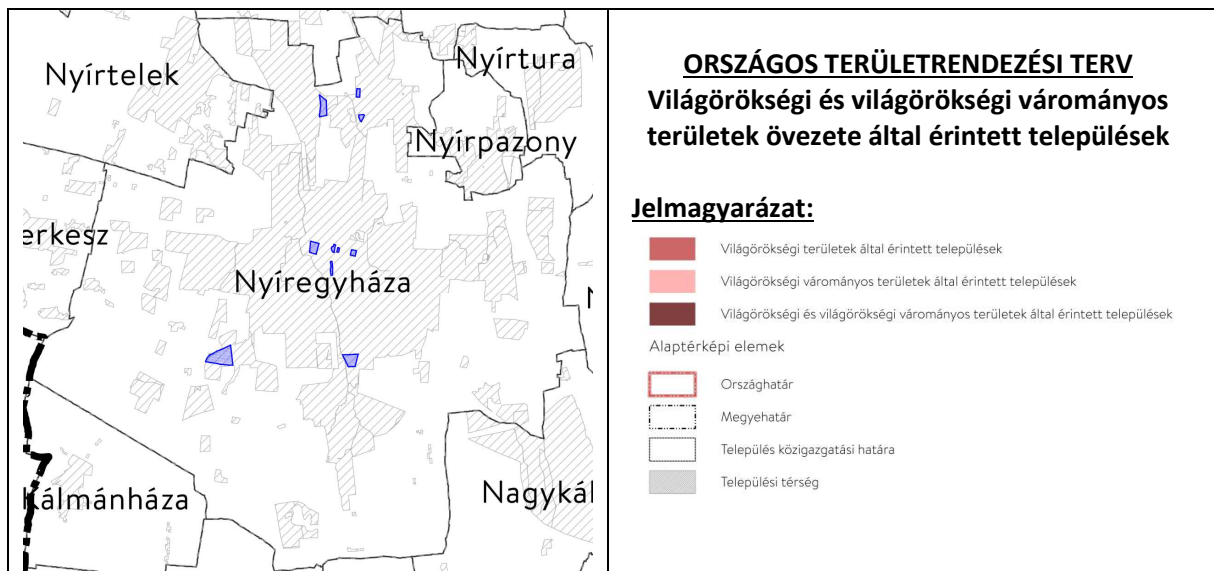 Nyírtelek
Nyírtura
Nyírpazony
erkesz
Nyíregyháza
Kálmánháza
Nagykál
ORSZÁGOS TERÜLETRENDEZÉSI TERV
Világörökségi és világörökségi várományos
területek övezete által érintett települések
Jelmagyarázat:
Világörökségi területek által érintett települések
Világörökségi várományos területek által érintett települések
Világörökségi és világörökségi várományos területek által érintett települések
Alaptérképi elemek
Országhatár
Megyehatár
Település közigazgatási határa
Települési térség